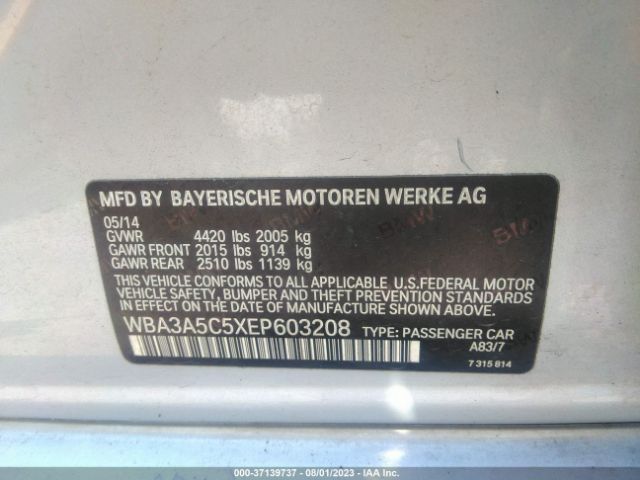 MFD BY BAYERISCHE MOTOREN WERKE AG
05/14
GVWR 4420 lbs 2005 kg
GAWR FRONT 2015 lbs 914 kg
GAWR REAR 2510 lbs 1139 kg
THIS VEHICLE CONFORMS TO ALL APPLICABLE U.S.FEDERAL MOTOR
VEHICLE SAFETY, BUMPER, AND THEFT PREVENTION STANDARDS IN
EFFECT ON THE DATE OF MANUFACTURE SHOWN ABOVE.
WBA3A5C5XEP603208 TYPE: PASSENGER CAR
A83/7
7 315 814
000-37139737 - 08/01/2023 - IAA Inc.